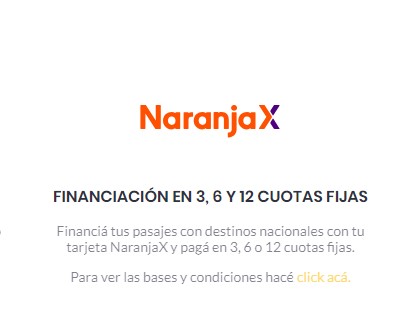 NaranjaX
FINANCIACIÓN EN 3, 6 Y 12 CUOTAS FIJAS
Financiá tus pasajes con destinos nacionales con tu
tarjeta NaranjaX y pagá en 3, 6 o 12 cuotas fijas.
Para ver las bases y condiciones hacé click acá.